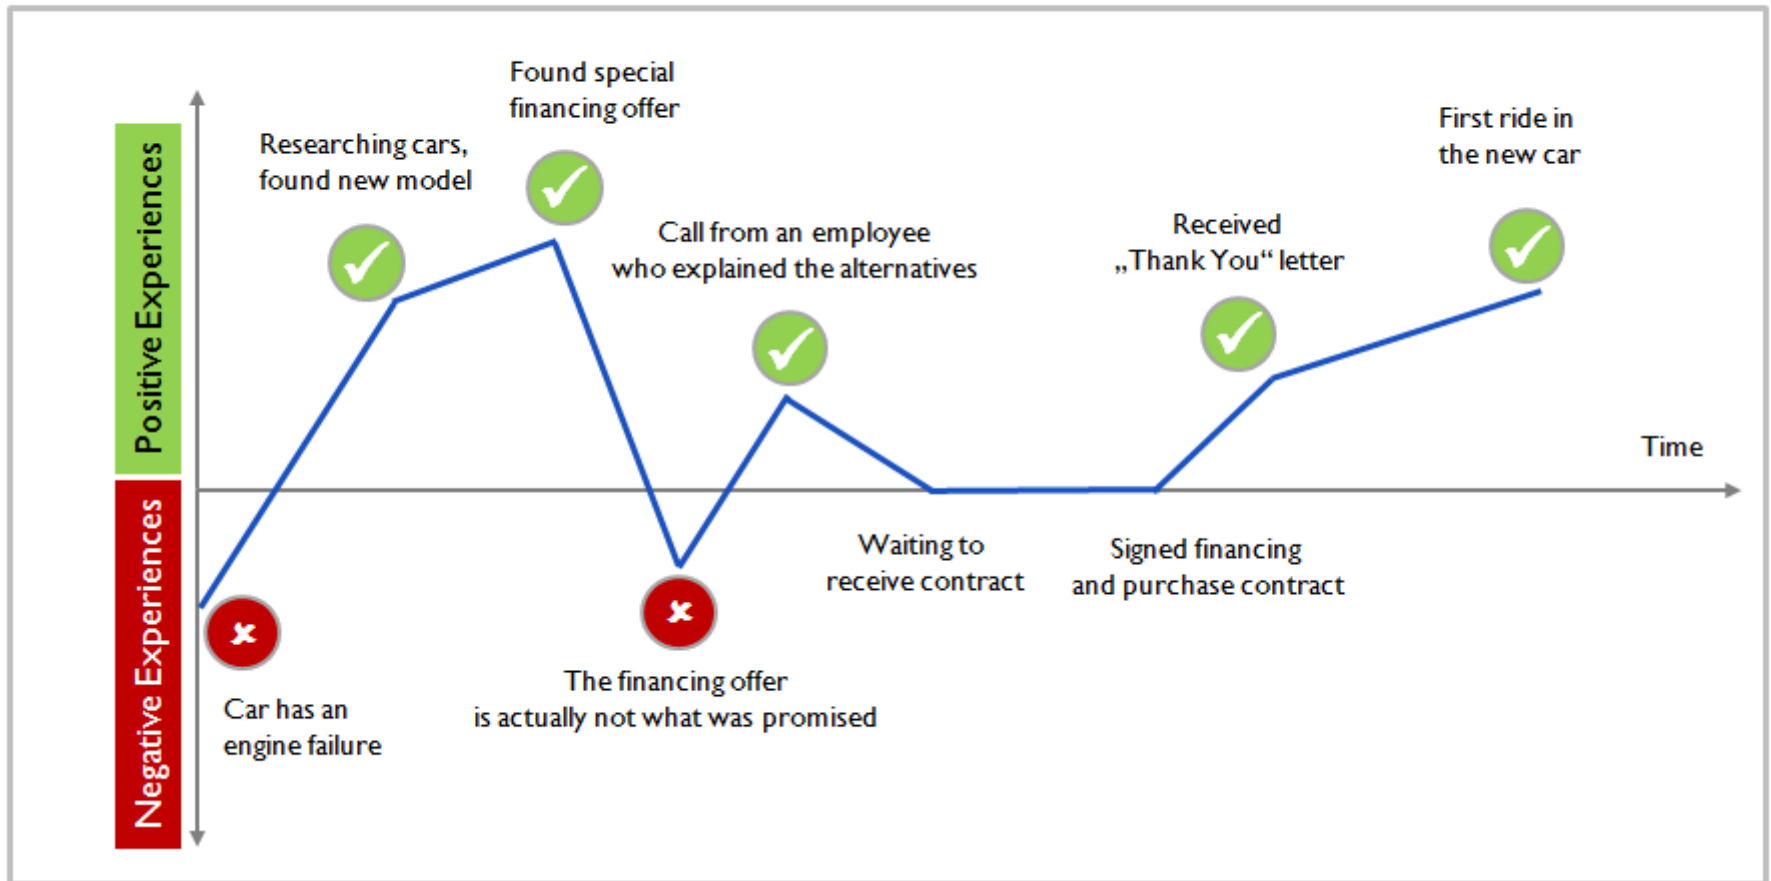 Positive Experiences
Negative Experiences
Car has an
engine failure
Researching cars,
found new model
Found special
financing offer
The financing offer
is actually not what was promised
Call from an employee
who explained the alternatives
Waiting to
receive contract
Signed financing
and purchase contract
Received
„Thank You“ letter
First ride in
the new car
Time